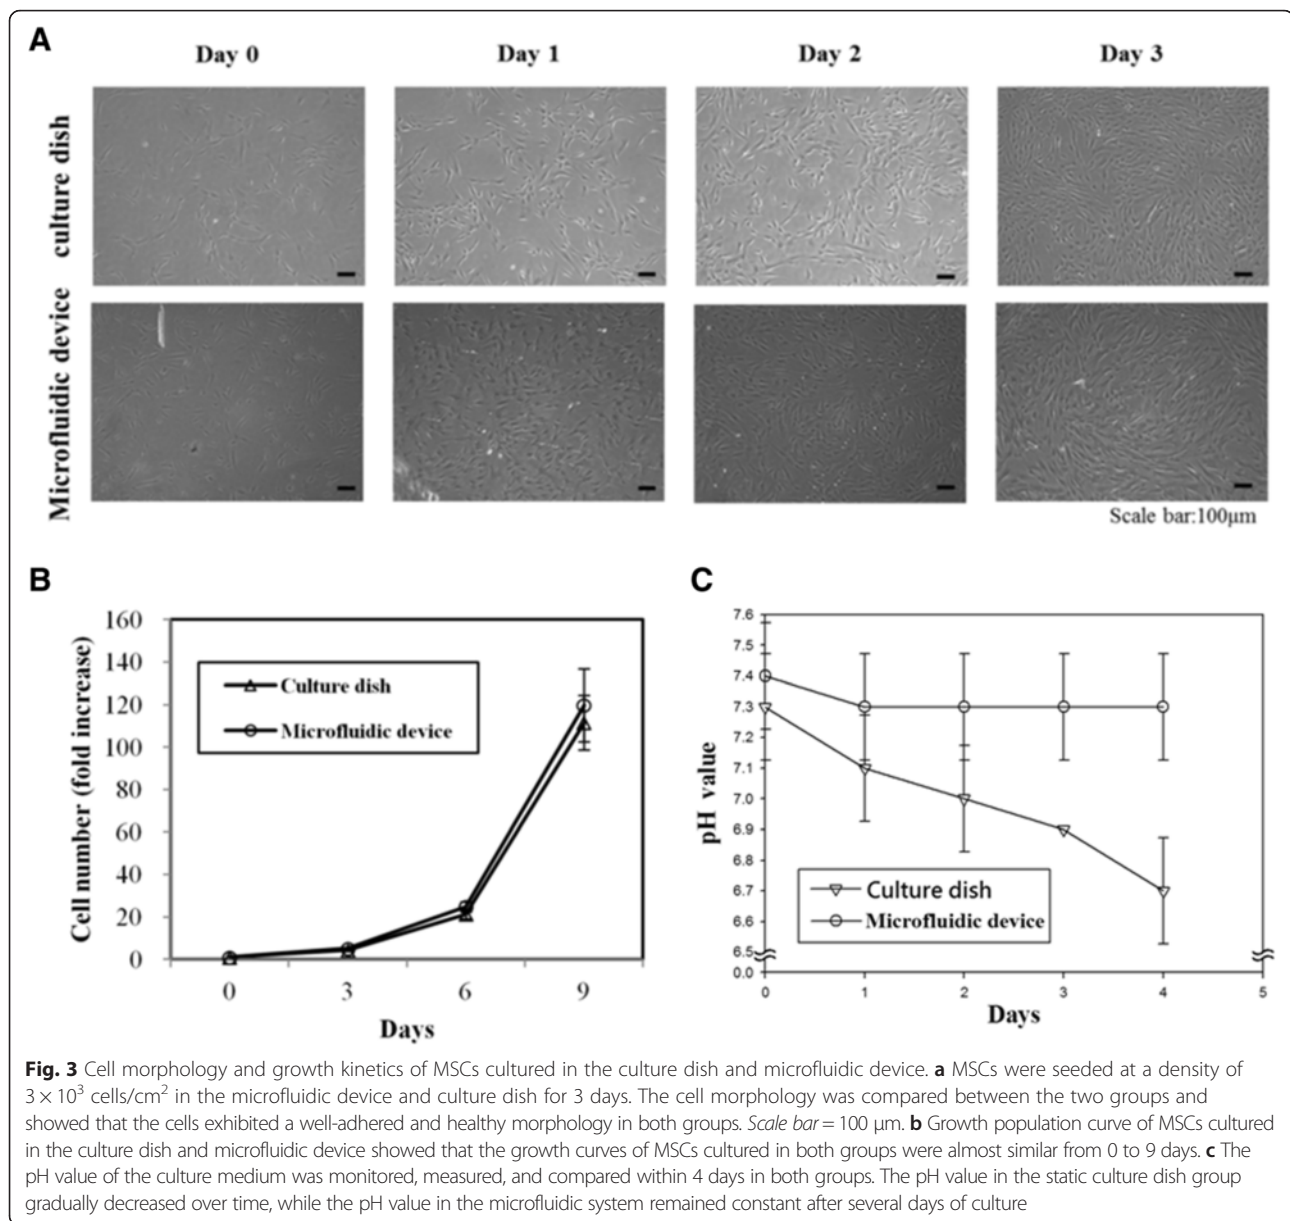 A
Day 0
Day 1
Day 2
Day 3
culture dish
Microfluidic device
Scale bar:100μm
B
Cell number (fold increase)
160
140
120
100
80
60
40
20
0
Culture dish
Microfluidic device
0
3
6
9
Days
C
pH value
7.6
7.5
7.4
7.3
7.2
7.1
7.0
6.9
6.8
6.7
6.6
6.5
0.0
Culture dish
Microfluidic device
0
1
2
3
4
5
Days
Fig. 3 Cell morphology and growth kinetics of MSCs cultured in the culture dish and microfluidic device. a MSCs were seeded at a density of
3 × 10³ cells/cm² in the microfluidic device and culture dish for 3 days. The cell morphology was compared between the two groups and
showed that the cells exhibited a well-adhered and healthy morphology in both groups. Scale bar = 100 μm. b Growth population curve of MSCs cultured
in the culture dish and microfluidic device showed that the growth curves of MSCs cultured in both groups were almost similar from 0 to 9 days. c The
pH value of the culture medium was monitored, measured, and compared within 4 days in both groups. The pH value in the static culture dish group
gradually decreased over time, while the pH value in the microfluidic system remained constant after several days of culture